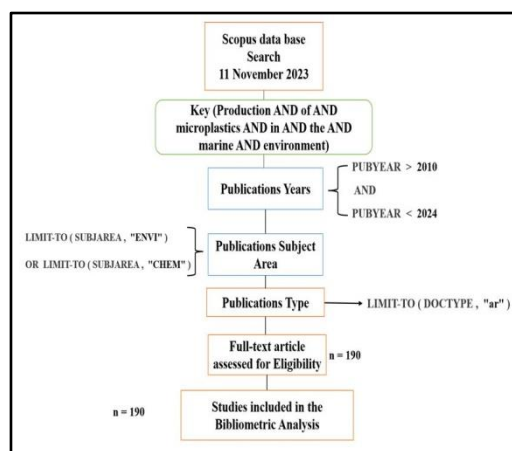 Scopus data base
Search
11 November 2023
Key (Production AND of AND
microplastics AND in AND the AND
marine AND environment)
Publications Years
PUBYEAR > 2010
AND
PUBYEAR < 2024
LIMIT-TO ( SUBJAREA , "ENVI" )
OR LIMIT-TO ( SUBJAREA , "CHEM" )
Publications Subject
Area
Publications Type
LIMIT-TO ( DOCTYPE , "ar" )
Full-text article
assessed for Eligibility
n = 190
n = 190
Studies included in the
Bibliometric Analysis